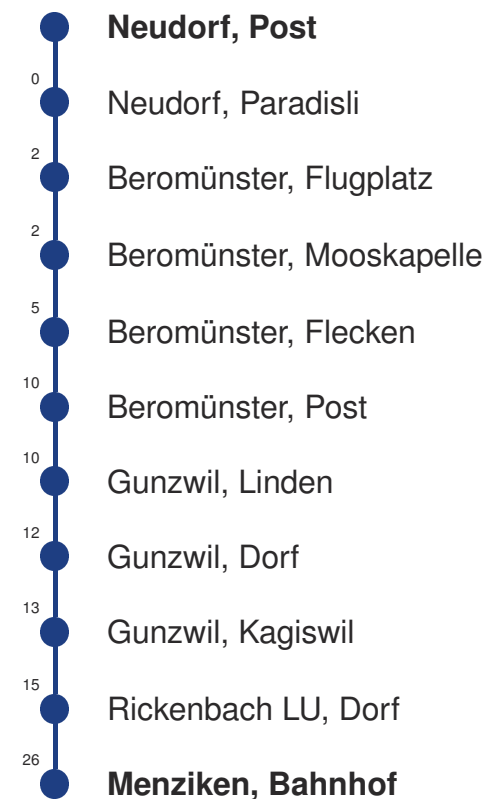 Neudorf, Post
0
Neudorf, Paradisli
2
Beromünster, Flugplatz
2
Beromünster, Mooskapelle
5
Beromünster, Flecken
10
Beromünster, Post
10
Gunzwil, Linden
12
Gunzwil, Dorf
13
Gunzwil, Kagiswil
15
Rickenbach LU, Dorf
26
Menziken, Bahnhof